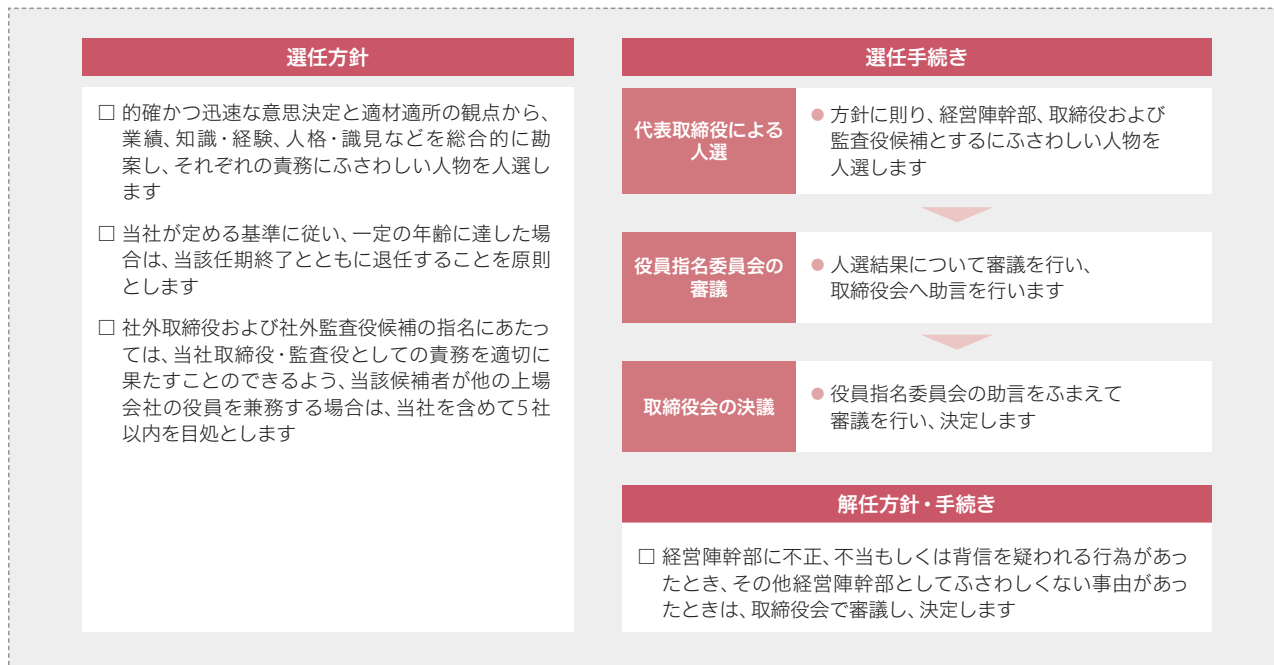 選任方針
□ 的確かつ迅速な意思決定と適材適所の観点から、
業績、知識・経験、人格・識見などを総合的に勘
案し、それぞれの責務にふさわしい人物を人選し
ます
□ 当社が定める基準に従い、一定の年齢に達した場
合は、当該任期終了とともに退任することを原則
とします
□ 社外取締役および社外監査役候補の指名にあたっ
ては、当社取締役・監査役としての責務を適切に
果たすことのできるよう、当該候補者が他の上場
会社の役員を兼務する場合は、当社を含めて5社
以内を目処とします
選任手続き
代表取締役による
人選
● 方針に則り、経営陣幹部、取締役および
監査役候補とするにふさわしい人物を
人選します
役員指名委員会の
審議
● 人選結果について審議を行い、
取締役会へ助言を行います
取締役会の決議
● 役員指名委員会の助言をふまえて
審議を行い、決定します
解任方針・手続き
□ 経営陣幹部に不正、不当もしくは背信を疑われる行為があっ
たとき、その他経営陣幹部としてふさわしくない事由があっ
たときは、取締役会で審議し、決定します